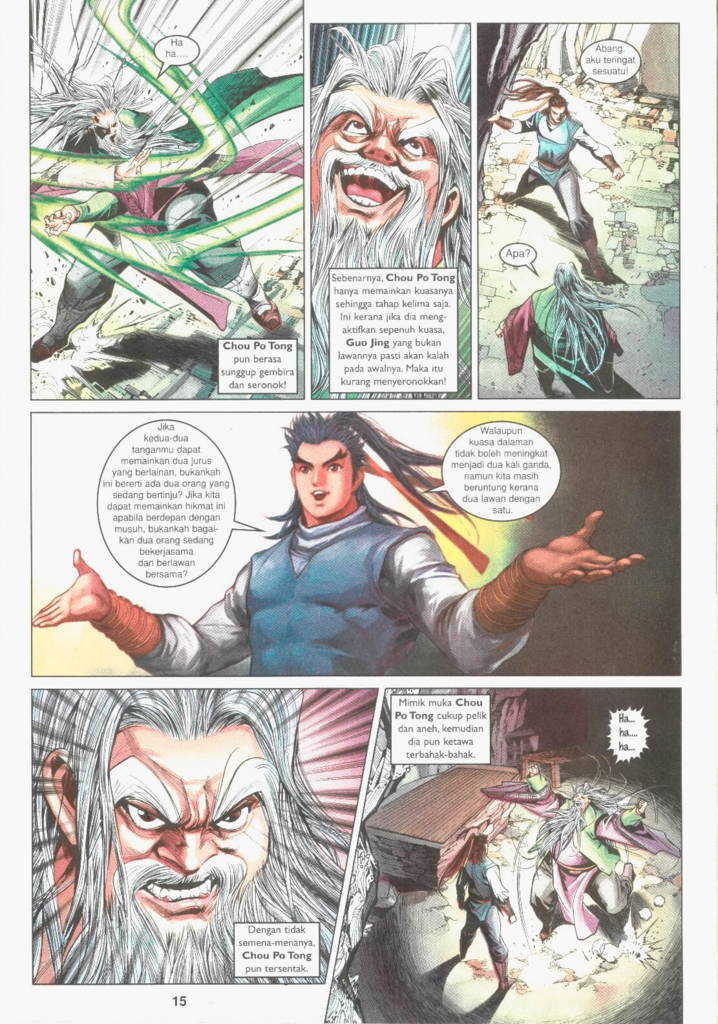 Ha
ha....
Chou Po Tong
pun berasa
sungguh gembira
dan seronok!
Sebenarnya, Chou Po Tong
hanya memainkan kuasanya
sehingga tahap kelima saja.
Ini kerana jika dia meng-
aktifkan sepenuh kuasa,
Guo Jing yang bukan
lawannya pasti akan kalah
pada awalnya. Maka itu
kurang menyeronokkan!
Abang,
aku teringat
sesuatu!
Apa?
Jika
kedua-dua
tanganmu dapat
memainkan dua jurus
yang berlainan, bukankah
ini bererti ada dua orang yang
sedang bertinju? Jika kita
dapat memainkan hikmat ini
apabila berdepan dengan
musuh, bukankah bagai-
kan dua orang sedang
bekerjasama
dan berlawan
bersama?
Walaupun
kuasa dalaman
tidak boleh meningkat
menjadi dua kali ganda,
namun kita masih
beruntung kerana
dua lawan dengan
satu.
Dengan tidak
semena-menanya,
Chou Po Tong
pun tersentak.
Mimik muka Chou
Po Tong cukup pelik
dan aneh, kemudian
dia pun ketawa
terbahak-bahak.
Ha...
ha....
ha...
15